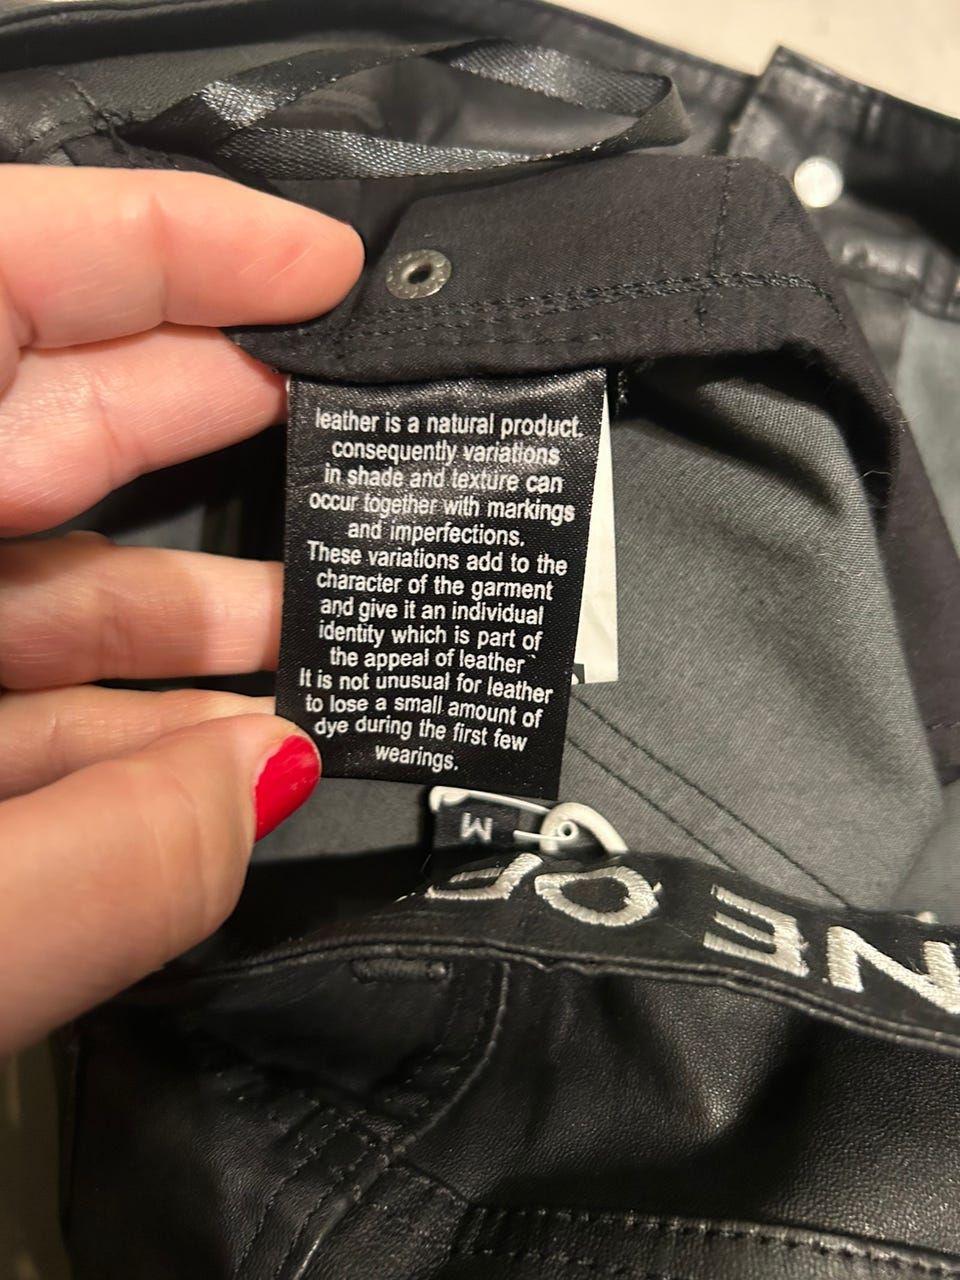 leather is a natural product,
consequently variations
in shade and texture can
occur together with markings
and imperfections.
These variations add to the
character of the garment
and give it an individual
identity which is part of
the appeal of leather
It is not unusual for leather
to lose a small amount of
dye during the first few
wearings.
M
NE